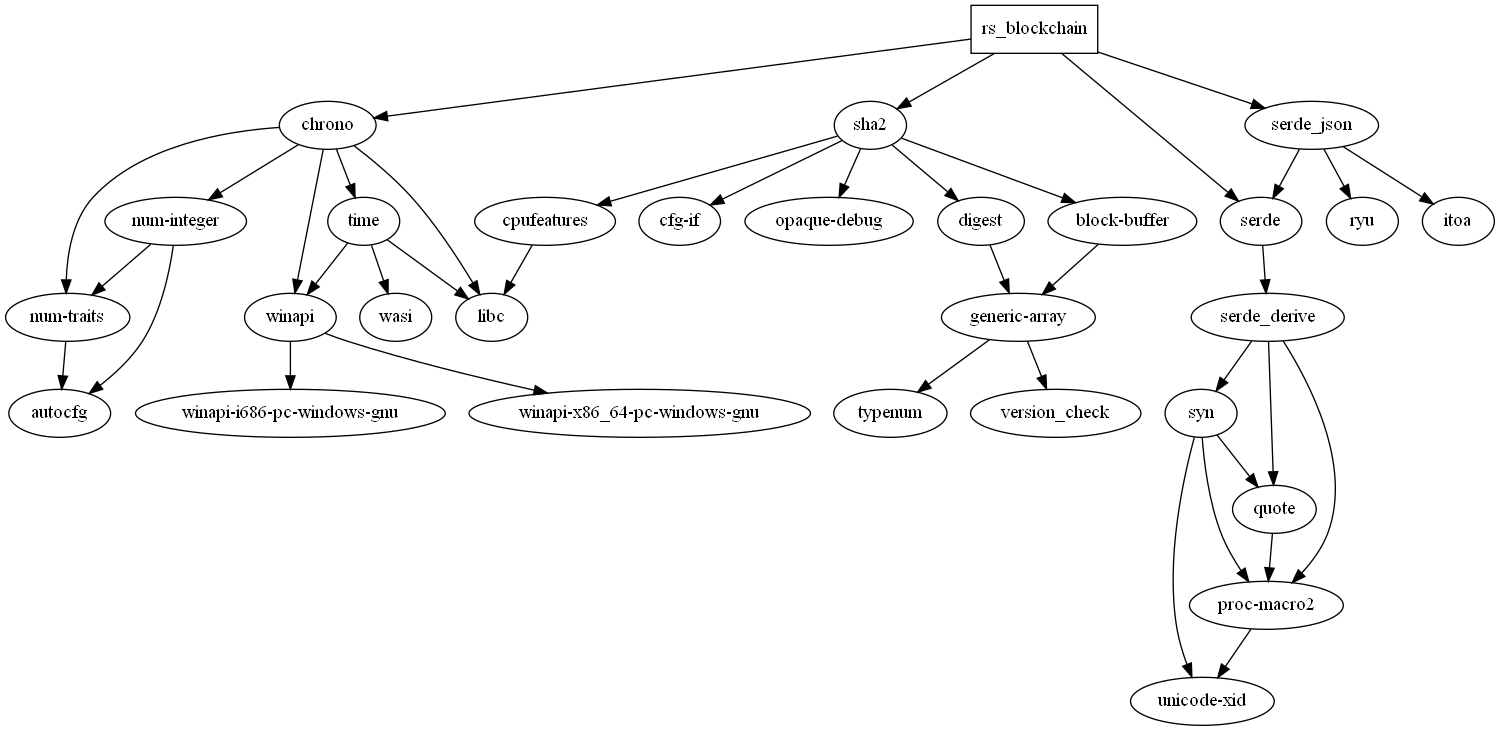 rs_blockchain
chrono
sha2
serde_json
num-integer
time
cpufeatures
cfg-if
opaque-debug
digest
block-buffer
serde
ryu
itoa
num-traits
winapi
wasi
libc
generic-array
serde_derive
autocfg
winapi-i686-pc-windows-gnu
winapi-x86_64-pc-windows-gnu
typenum
version_check
syn
quote
proc-macro2
unicode-xid